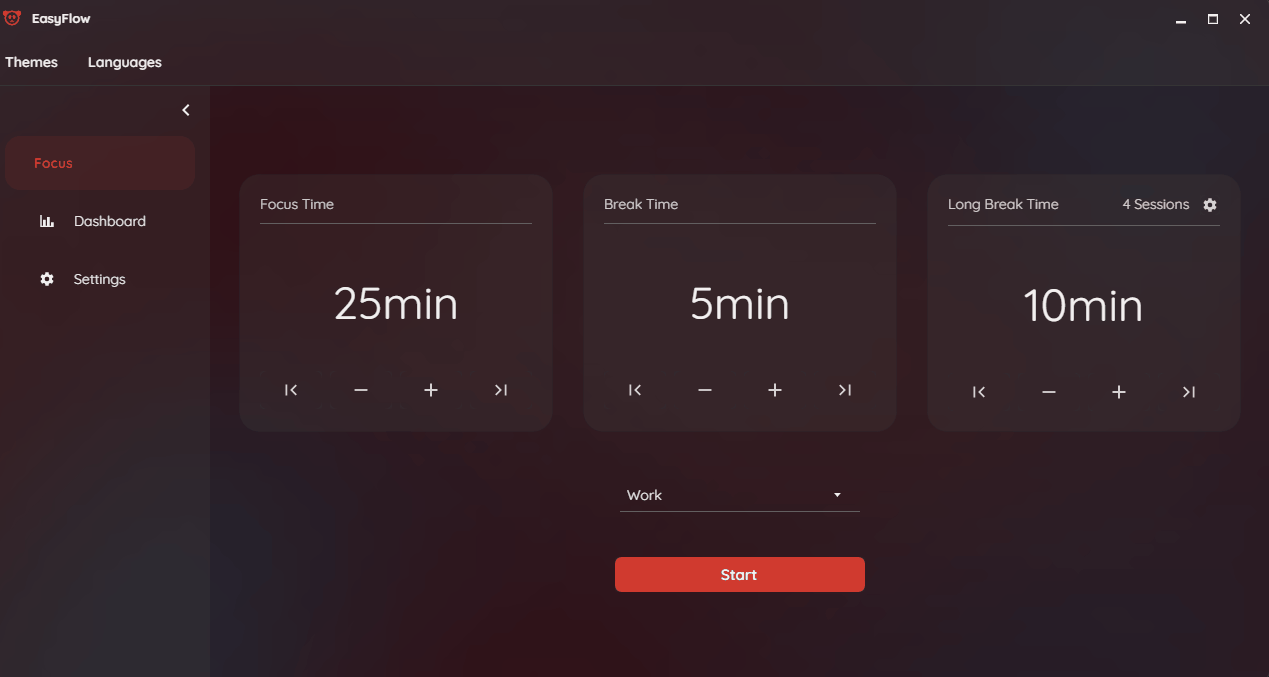 EasyFlow
Themes Languages
Focus
Dashboard
Settings
Focus Time
25min
Break Time
5min
Long Break Time 4 Sessions
10min
Work
Start